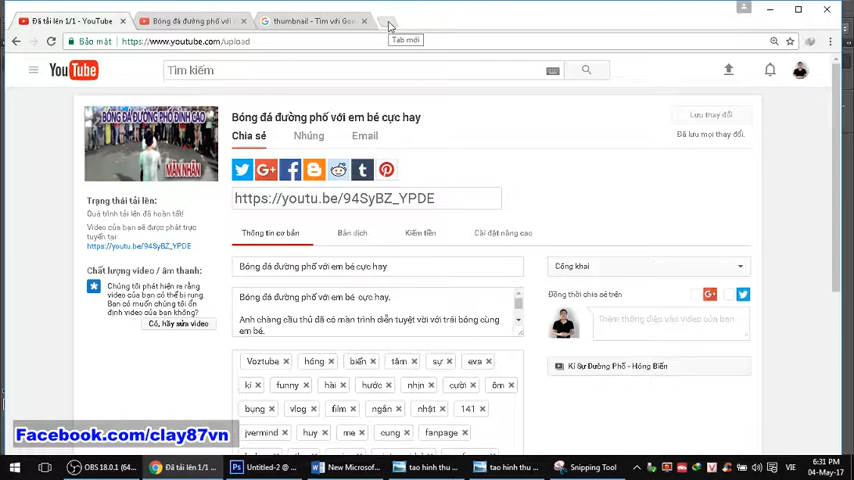 Đã tải lên 1/1 - YouTube
Bóng đá đường phố với
thumbnail - Tìm với Goo
Tab mới
Bảo mật
https://www.youtube.com/upload
YouTube
Tìm kiếm
BÓNG ĐÁ ĐƯỜNG PHỐ ĐỈNH CAO
MÃN NHÃN
Bóng đá đường phố với em bé cực hay
Lưu thay đổi
Chia sẻ
Nhúng
Email
Đã lưu mọi thay đổi.
https://youtu.be/94SyBZ_YPDE
Trạng thái tải lên:
Quá trình tải lên đã hoàn tất!
Video của bạn sẽ được phát trực
tuyến tại:
https://youtu.be/94SyBZ_YPDE
Chất lượng video / âm thanh:
Chúng tôi phát hiện ra rằng
video của bạn có thể bị rung.
Bạn có muốn chúng tôi ổn
định video của bạn không?
Có, hãy sửa video
Thông tin cơ bản
Bản dịch
Kiếm tiền
Cài đặt nâng cao
Bóng đá đường phố với em bé cực hay
Công khai
Bóng đá đường phố với em bé cực hay.
Anh chàng cầu thủ đã có màn trình diễn tuyệt vời với trái bóng cùng
em bé.
Đồng thời chia sẻ trên
Thêm thông điệp vào video của bạn
Kí Sự Đường Phố - Hóng Biến
Voztube
hóng
biến
tâm
sự
eva
kí
funny
hài
hước
nhịn
cười
ôm
bụng
vlog
film
ngắn
nhật
141
jvermind
huy
me
cung
fanpage
Facebook.com/clay87vn
OBS 18.0.1 (64...
Đã tải lên 1/1 ...
Untitled-2 @ ...
New Microsof...
tao hinh thu ...
tao hinh thu ...
Snipping Tool
VIE
6:31 PM
04-May-17